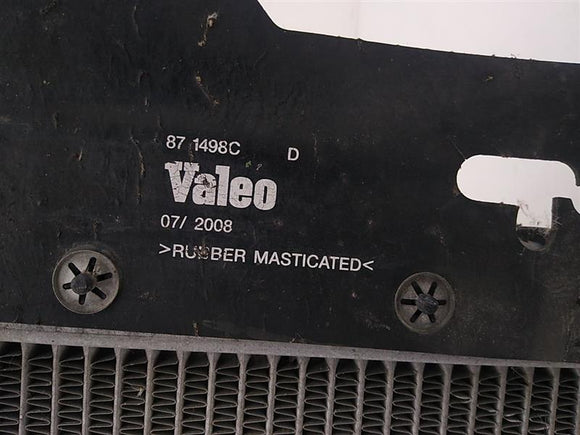 87 1498C D
Valeo
07/ 2008
>RUBBER MASTICATED<